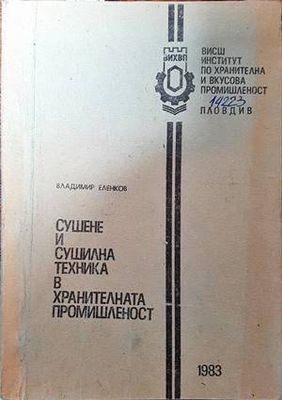 ВИХВП
ВИСШ
ИНСТИТУТ
ПО ХРАНИТЕЛНА
И ВКУСОВА
ПРОМИШЛЕНОСТ
14223
ПЛОВДИВ
ВЛАДИМИР ЕЛЕНКОВ
СУШЕНЕ
И
СУШИЛНА
ТЕХНИКА
В
ХРАНИТЕЛНАТА
ПРОМИШЛЕНОСТ
1983